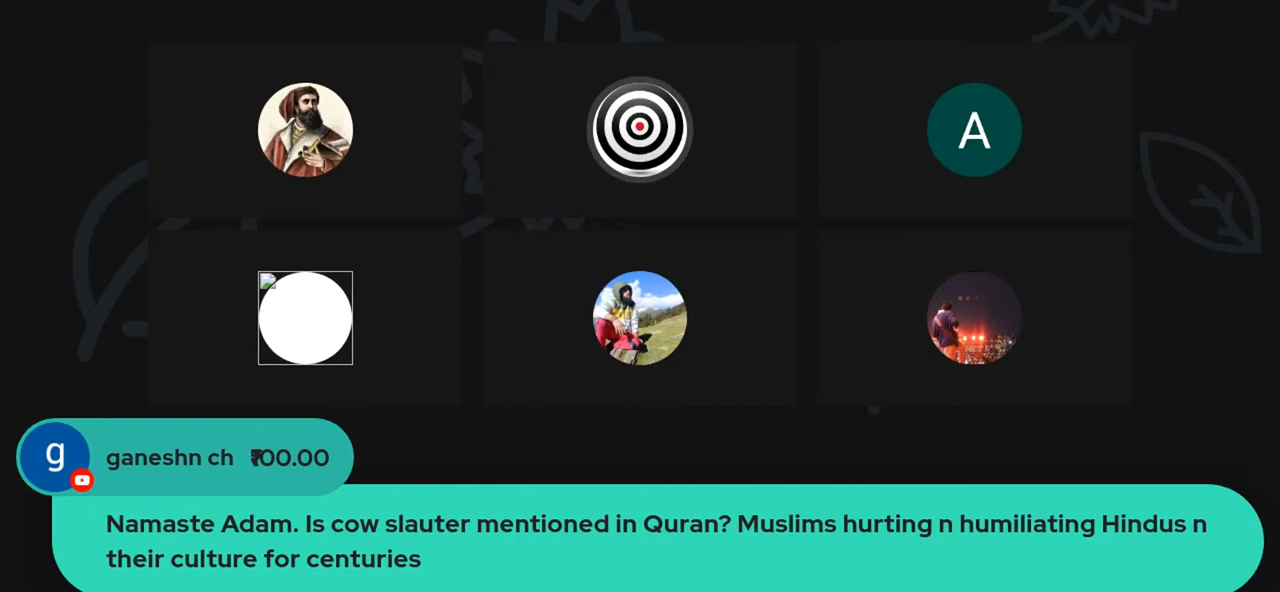 A
g
ganeshn ch ₹100.00
Namaste Adam. Is cow slauter mentioned in Quran? Muslims hurting n humiliating Hindus n
their culture for centuries